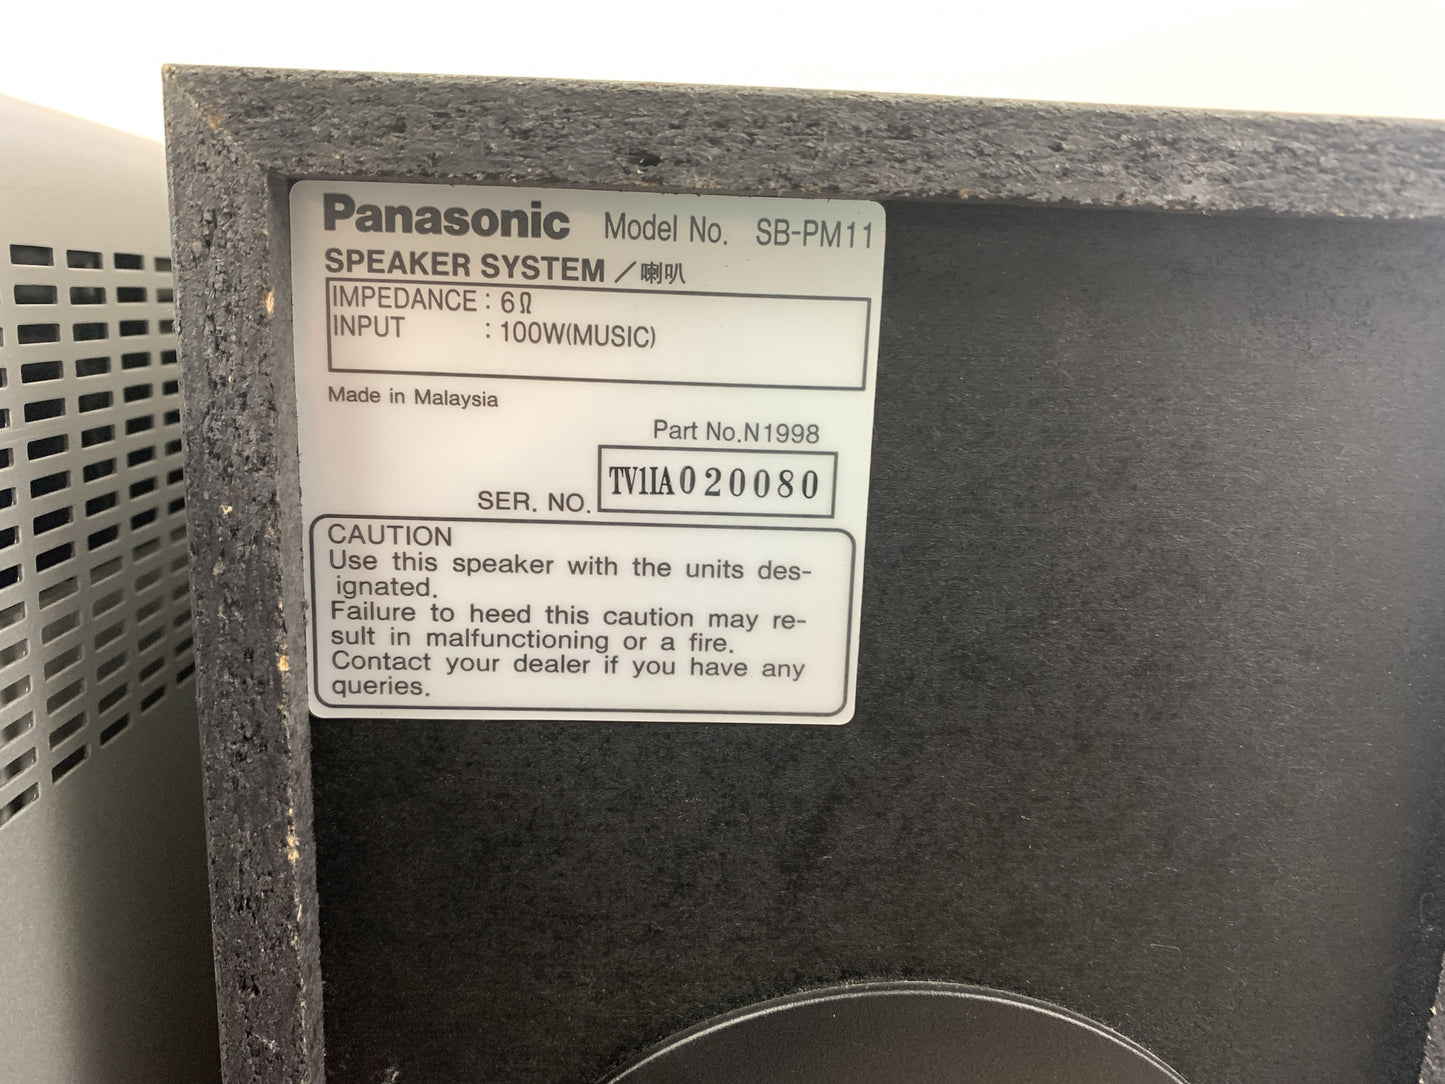 Panasonic Model No. SB-PM11
SPEAKER SYSTEM／喇叭
IMPEDANCE : 6Ω
INPUT : 100W(MUSIC)
Made in Malaysia
Part No.N1998
SER. NO. TV1IA020080
CAUTION
Use this speaker with the units des-
ignated.
Failure to heed this caution may re-
sult in malfunctioning or a fire.
Contact your dealer if you have any
queries.